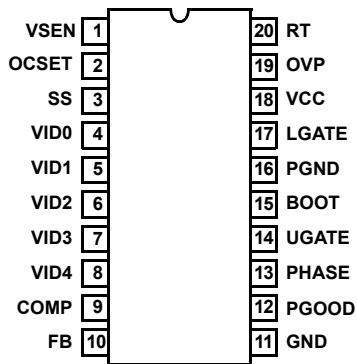 VSEN 1 20 RT
OCSET 2 19 OVP
SS 3 18 VCC
VID0 4 17 LGATE
VID1 5 16 PGND
VID2 6 15 BOOT
VID3 7 14 UGATE
VID4 8 13 PHASE
COMP 9 12 PGOOD
FB 10 11 GND